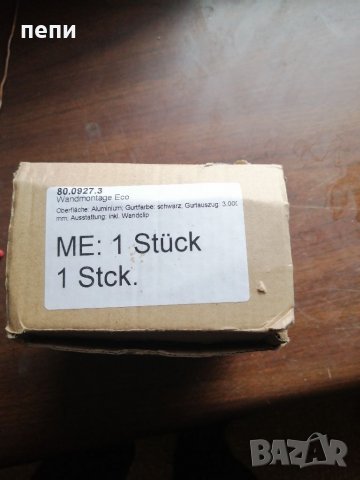 пепи
80.0927.3
Wandmontage Eco
Oberfläche: Aluminium; Gurtfarbe: schwarz, Gurtauszug: 3.000
mm; Ausstattung: inkl. Wandclip
ME: 1 Stück
1 Stck.
BAZAR